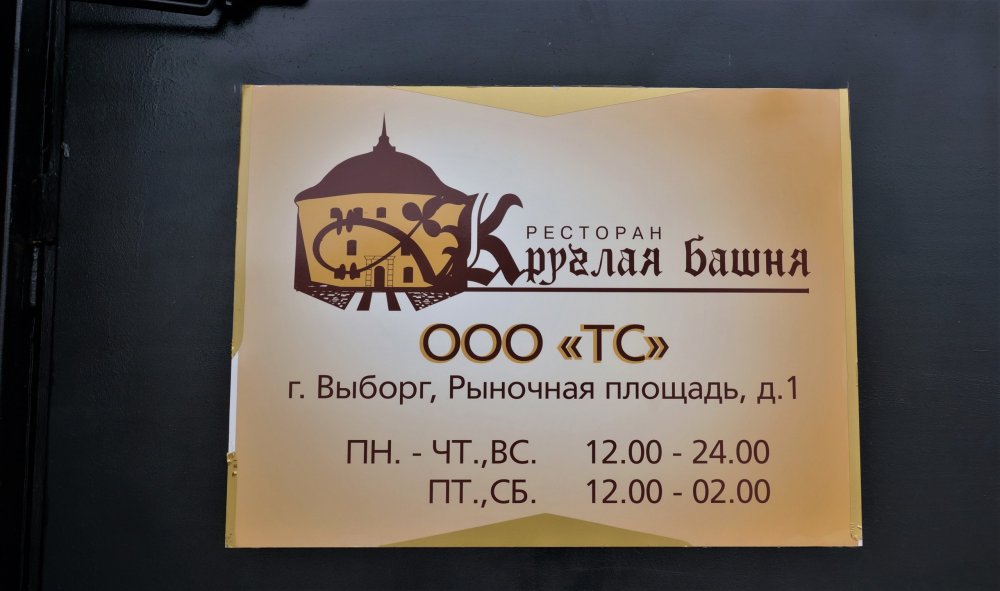 РЕСТОРАН
Круглая башня
ООО «ТС»
г. Выборг, Рыночная площадь, д.1
ПН. - ЧТ.,ВС. 12.00 - 24.00
ПТ.,СБ. 12.00 - 02.00